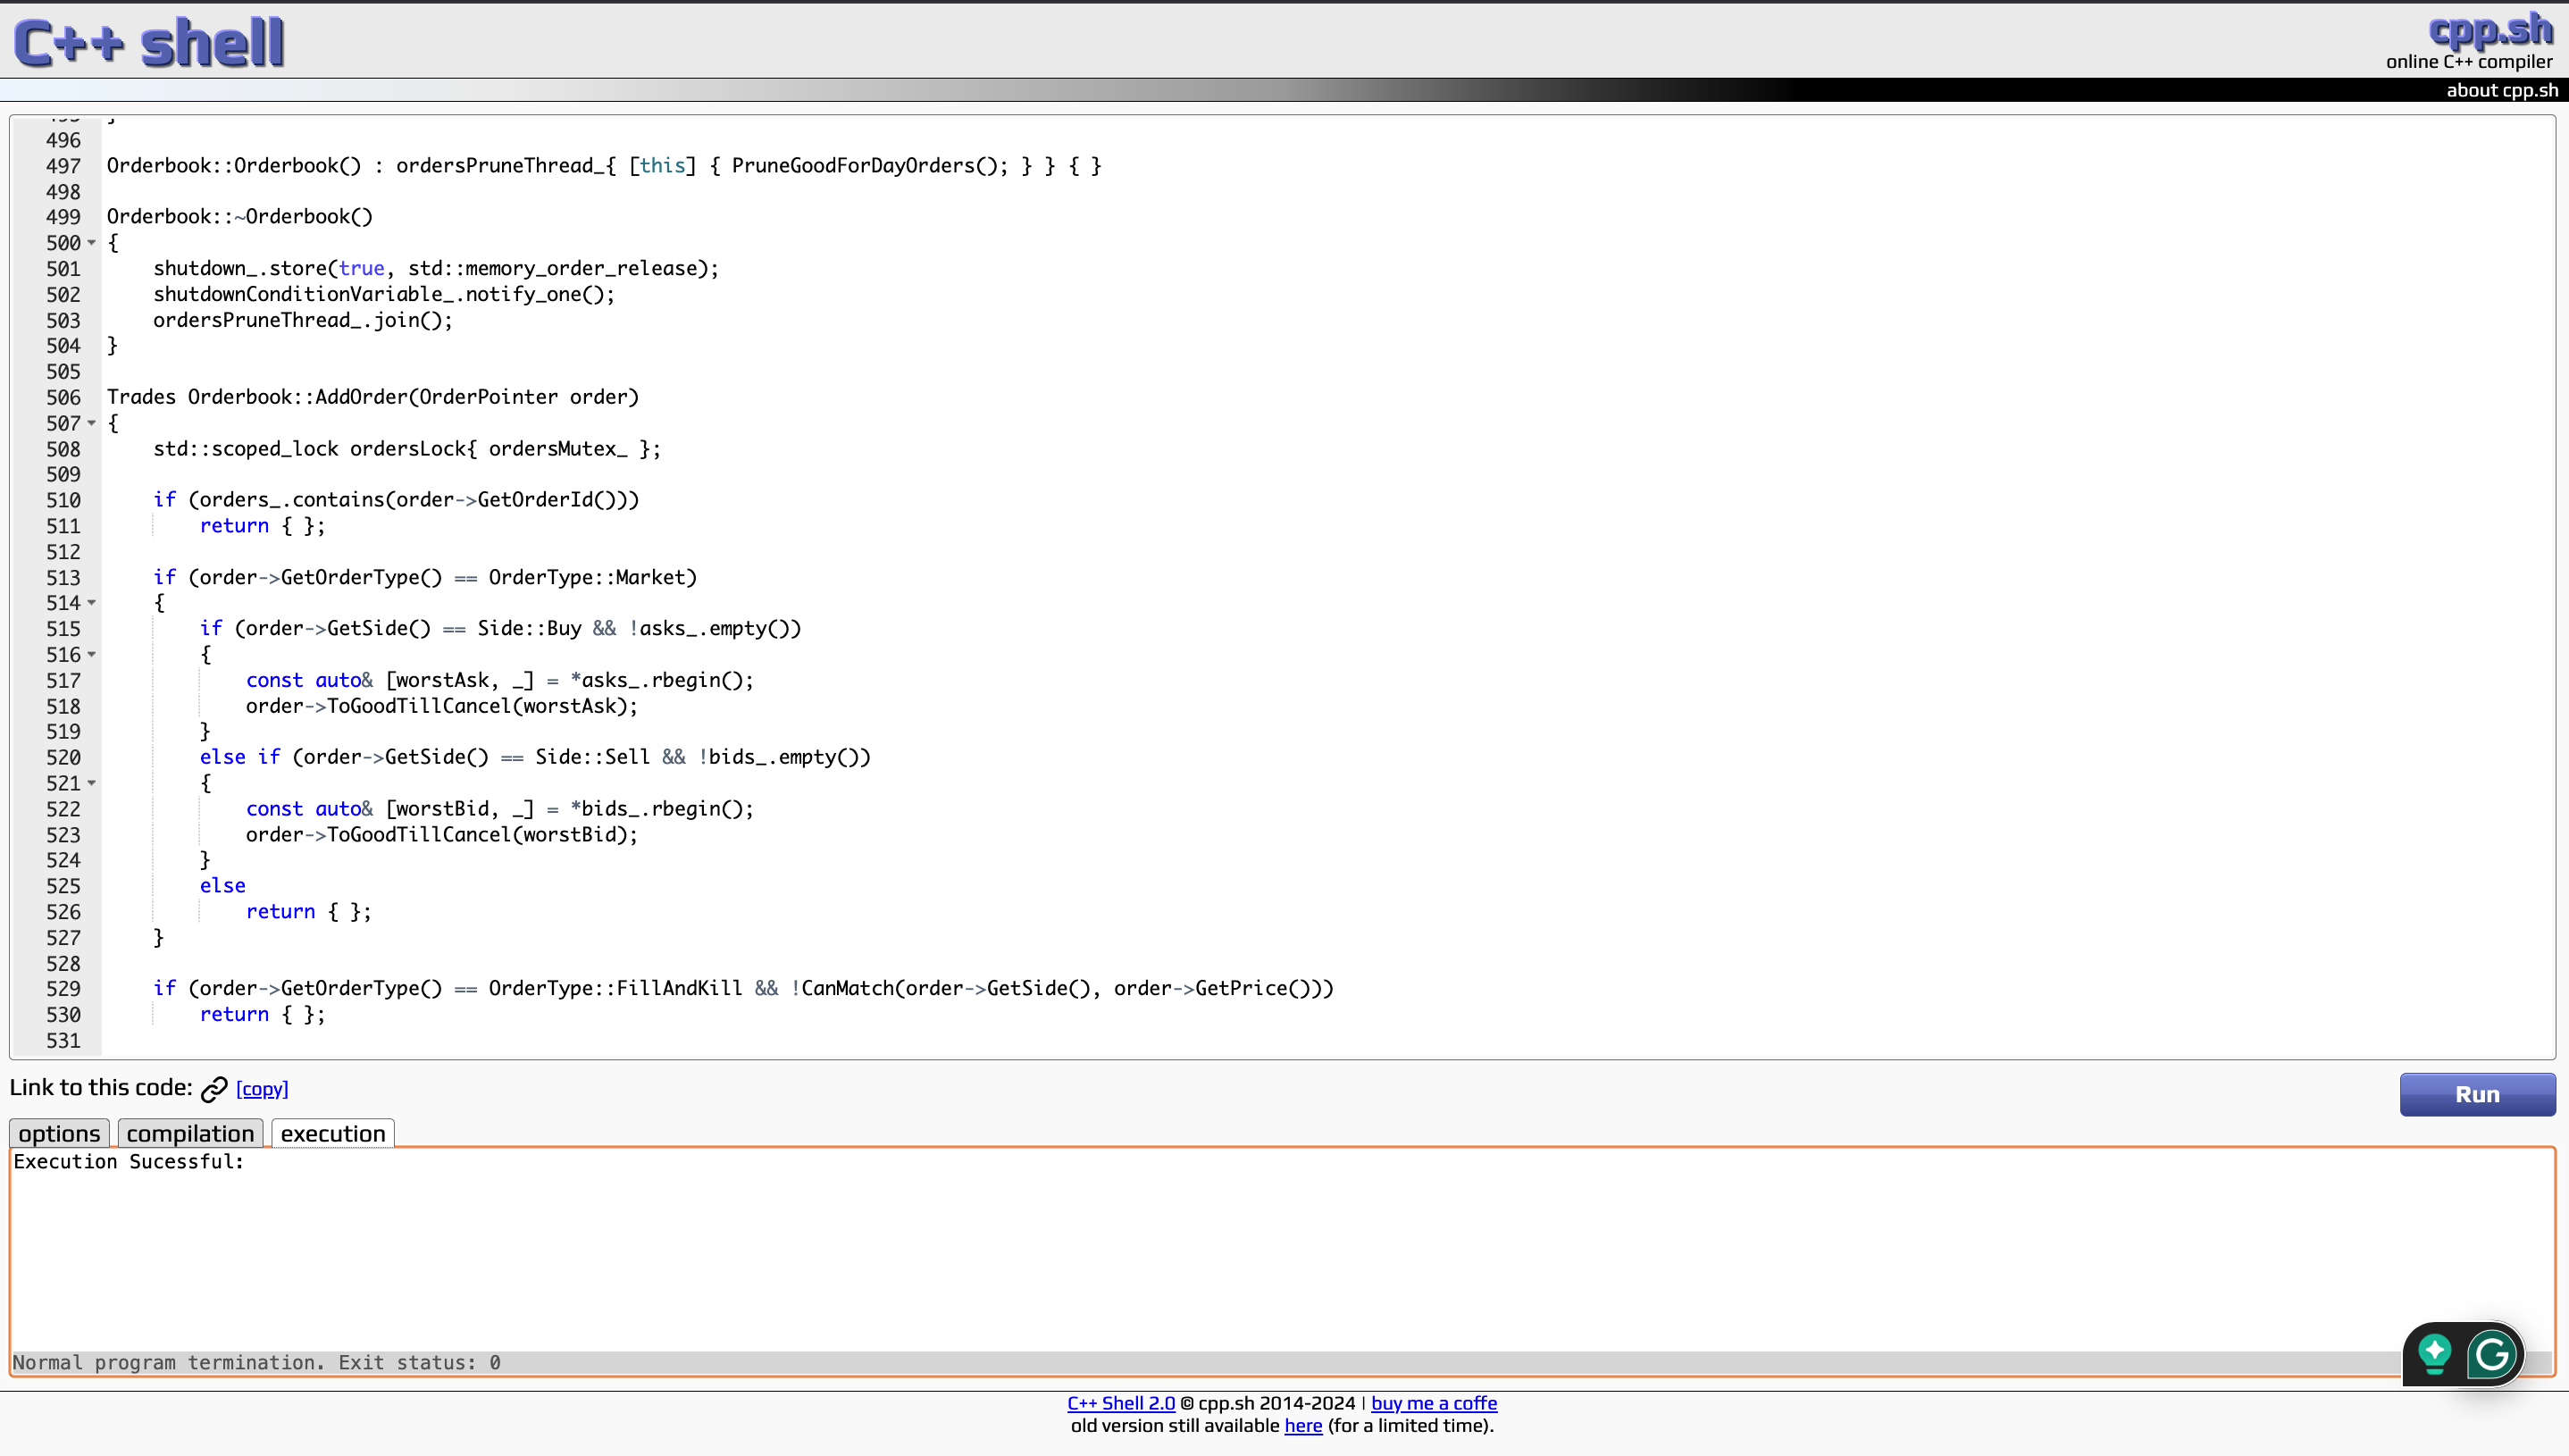 C++ shell
cpp.sh
online C++ compiler
about cpp.sh
496
497 Orderbook::Orderbook() : ordersPruneThread_{ [this] { PruneGoodForDayOrders(); } } { }
498
499 Orderbook::~Orderbook()
500 {
501     shutdown_.store(true, std::memory_order_release);
502     shutdownConditionVariable_.notify_one();
503     ordersPruneThread_.join();
504 }
505
506 Trades Orderbook::AddOrder(OrderPointer order)
507 {
508     std::scoped_lock ordersLock{ ordersMutex_ };
509
510     if (orders_.contains(order->GetOrderId()))
511         return { };
512
513     if (order->GetOrderType() == OrderType::Market)
514     {
515         if (order->GetSide() == Side::Buy && !asks_.empty())
516         {
517             const auto& [worstAsk, _] = *asks_.rbegin();
518             order->ToGoodTillCancel(worstAsk);
519         }
520         else if (order->GetSide() == Side::Sell && !bids_.empty())
521         {
522             const auto& [worstBid, _] = *bids_.rbegin();
523             order->ToGoodTillCancel(worstBid);
524         }
525         else
526             return { };
527     }
528
529     if (order->GetOrderType() == OrderType::FillAndKill && !CanMatch(order->GetSide(), order->GetPrice()))
530         return { };
531
Link to this code: [copy]
Run
options compilation execution
Execution Sucessful:
Normal program termination. Exit status: 0
C++ Shell 2.0 © cpp.sh 2014-2024 | buy me a coffe
old version still available here (for a limited time).